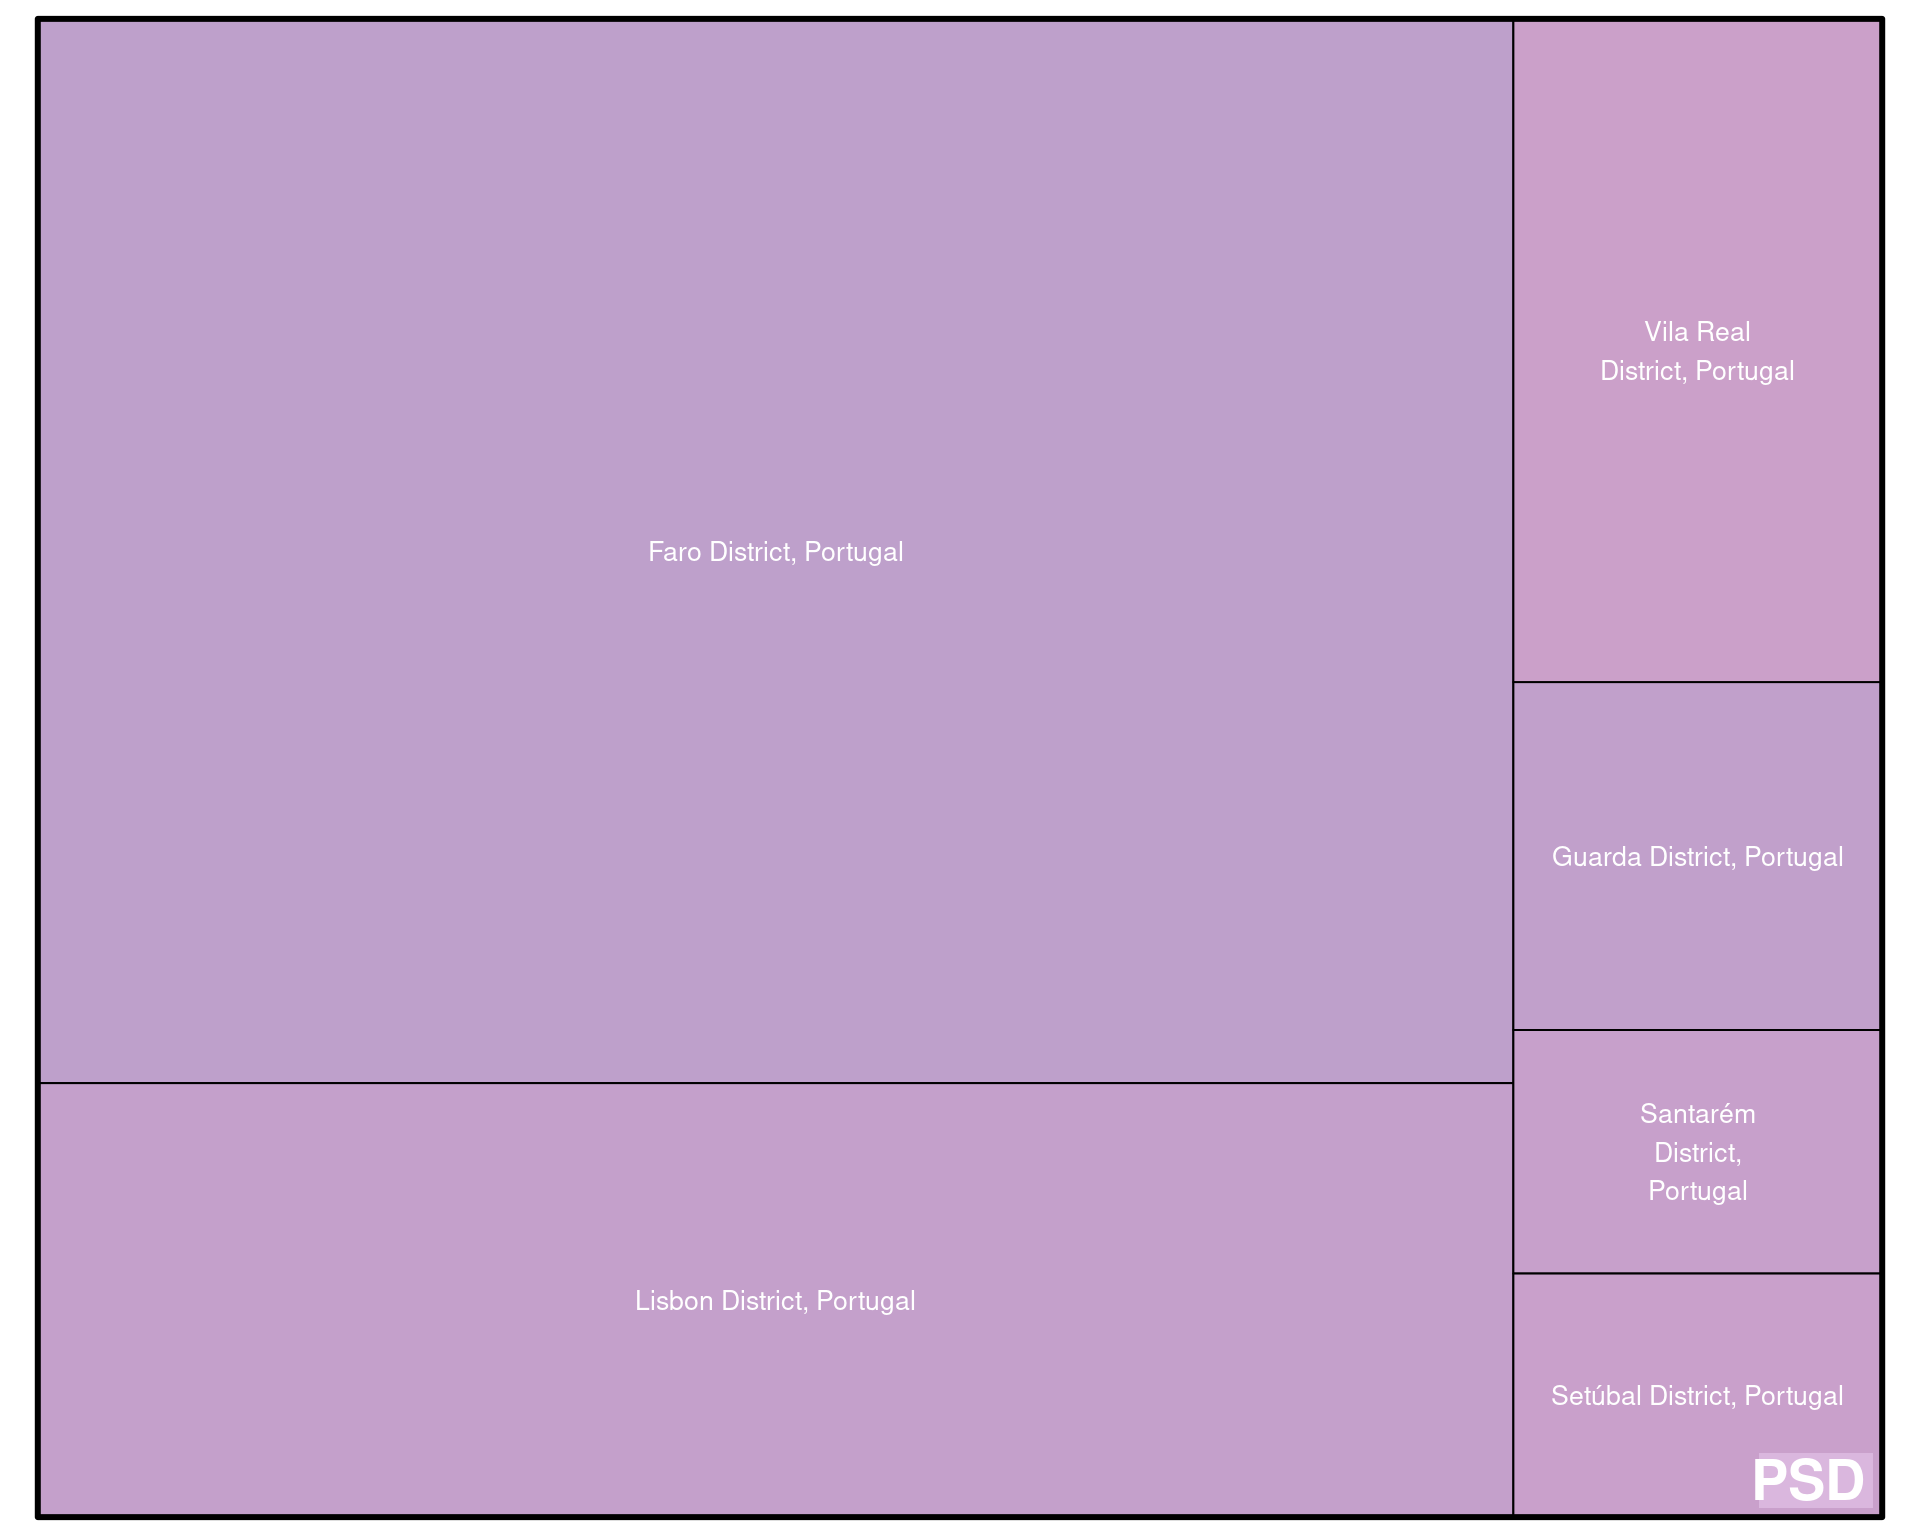 Vila Real
District, Portugal
Faro District, Portugal
Guarda District, Portugal
Santarém
District,
Portugal
Lisbon District, Portugal
Setúbal District, Portugal
PSD